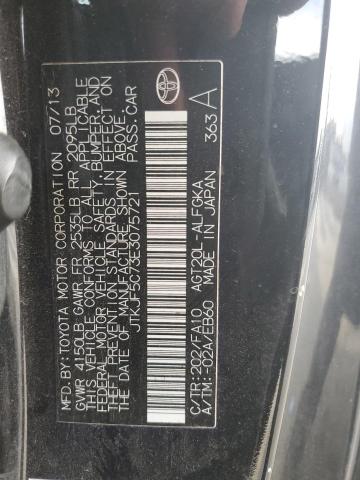 MFD.BY:TOYOTA MOTOR CORPORATION 07/13
GVWR 4150LB GAWR FR 2535LB RR 2095LB
THIS VEHICLE CONFORMS TO ALL APPLICABLE
FEDERAL MOTOR VEHICLE SAFETY, BUMPER, AND
THEFT PREVENTION STANDARDS IN EFFECT ON
THE DATE OF MANUFACTURE SHOWN ABOVE.
JTKJF5C73E3075721 PASS.CAR
C/TR:202/FA10 AGT20L-ALFGKA
A/TM:-02A/EB60 MADE IN JAPAN 363 A